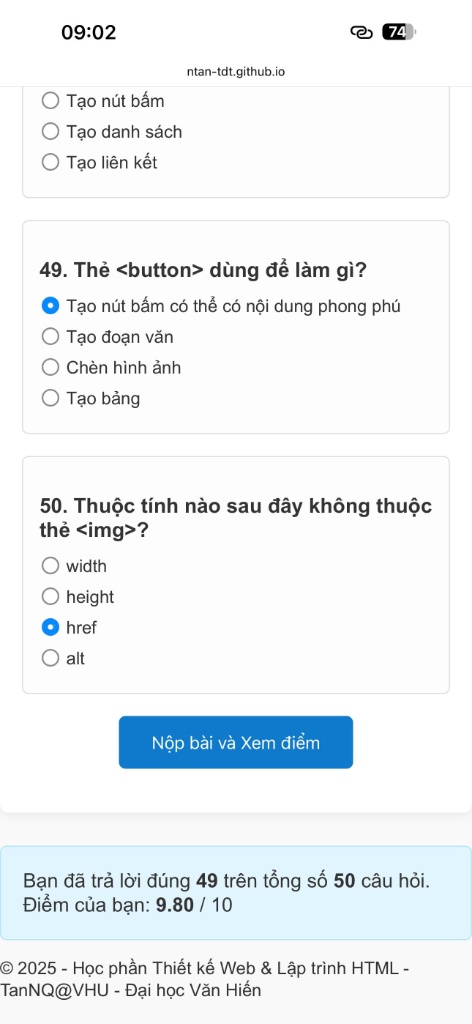 09:02
74
ntan-tdt.github.io
Tạo nút bấm
Tạo danh sách
Tạo liên kết
49. Thẻ <button> dùng để làm gì?
Tạo nút bấm có thể có nội dung phong phú
Tạo đoạn văn
Chèn hình ảnh
Tạo bảng
50. Thuộc tính nào sau đây không thuộc
thẻ <img>?
width
height
href
alt
Nộp bài và Xem điểm
Bạn đã trả lời đúng 49 trên tổng số 50 câu hỏi.
Điểm của bạn: 9.80 / 10
© 2025 - Học phần Thiết kế Web & Lập trình HTML -
TanNQ@VHU - Đại học Văn Hiến